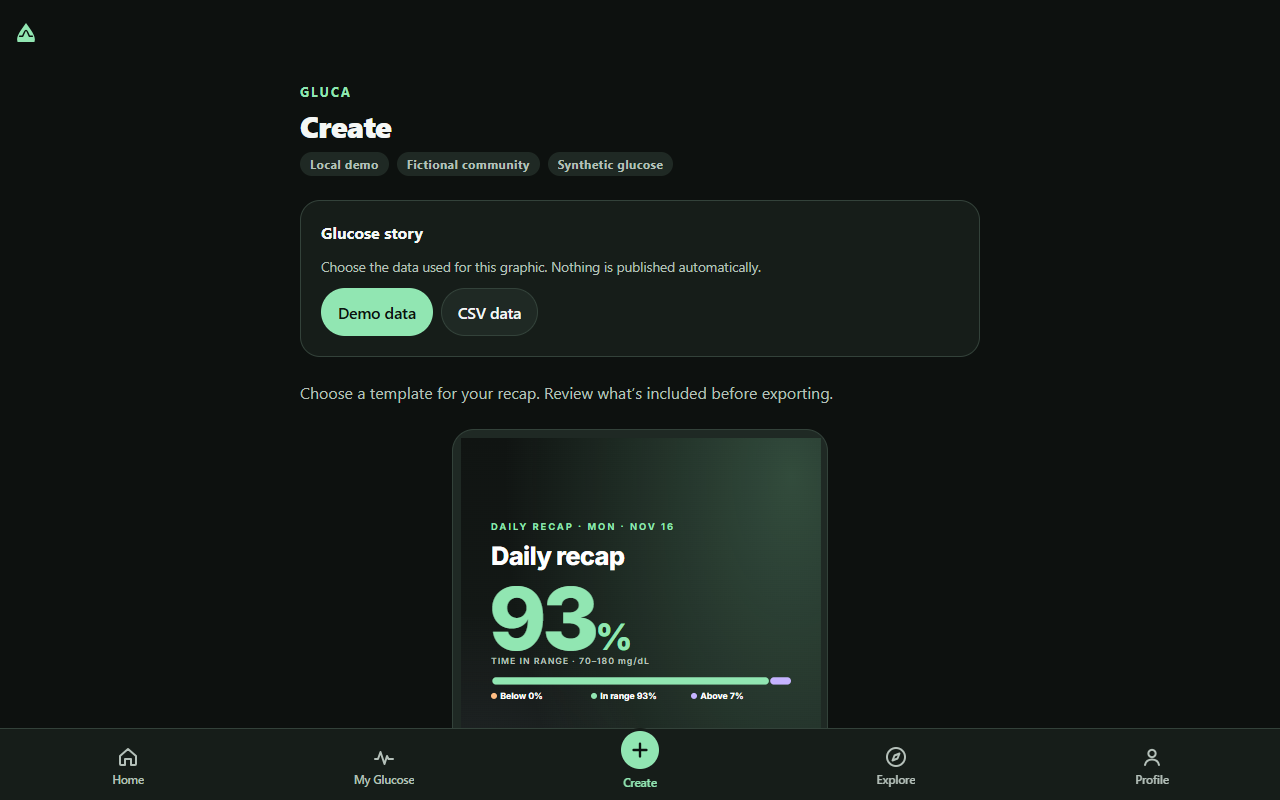 GLUCA
Create
Local demo Fictional community Synthetic glucose
Glucose story
Choose the data used for this graphic. Nothing is published automatically.
Demo data CSV data
Choose a template for your recap. Review what's included before exporting.
DAILY RECAP · MON · NOV 16
Daily recap
93%
TIME IN RANGE · 70–180 mg/dL
Below 0% In range 93% Above 7%
Home My Glucose Create Explore Profile